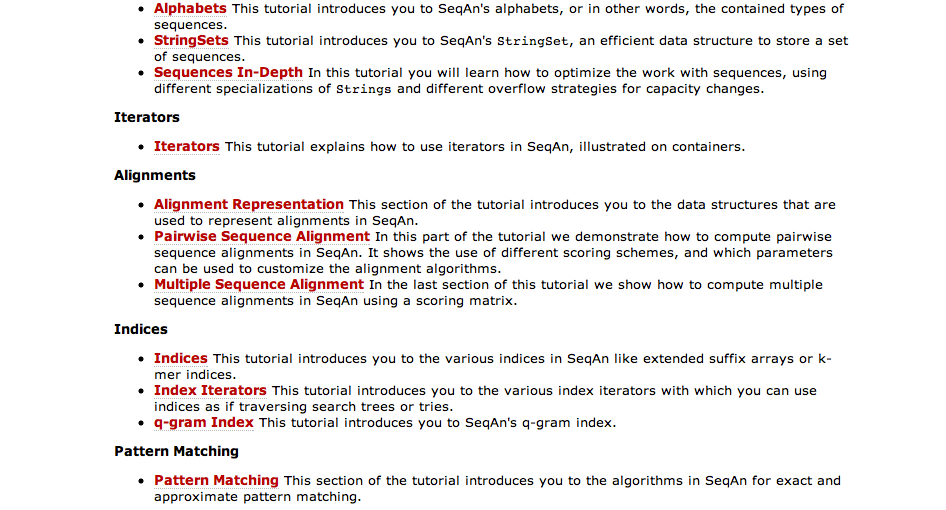 • Alphabets This tutorial introduces you to SeqAn's alphabets, or in other words, the contained types of
sequences.
• StringSets This tutorial introduces you to SeqAn's StringSet, an efficient data structure to store a set
of sequences.
• Sequences In-Depth In this tutorial you will learn how to optimize the work with sequences, using
different specializations of Strings and different overflow strategies for capacity changes.
Iterators
• Iterators This tutorial explains how to use iterators in SeqAn, illustrated on containers.
Alignments
• Alignment Representation This section of the tutorial introduces you to the data structures that are
used to represent alignments in SeqAn.
• Pairwise Sequence Alignment In this part of the tutorial we demonstrate how to compute pairwise
sequence alignments in SeqAn. It shows the use of different scoring schemes, and which parameters
can be used to customize the alignment algorithms.
• Multiple Sequence Alignment In the last section of this tutorial we show how to compute multiple
sequence alignments in SeqAn using a scoring matrix.
Indices
• Indices This tutorial introduces you to the various indices in SeqAn like extended suffix arrays or k-
mer indices.
• Index Iterators This tutorial introduces you to the various index iterators with which you can use
indices as if traversing search trees or tries.
• q-gram Index This tutorial introduces you to SeqAn's q-gram index.
Pattern Matching
• Pattern Matching This section of the tutorial introduces you to the algorithms in SeqAn for exact and
approximate pattern matching.